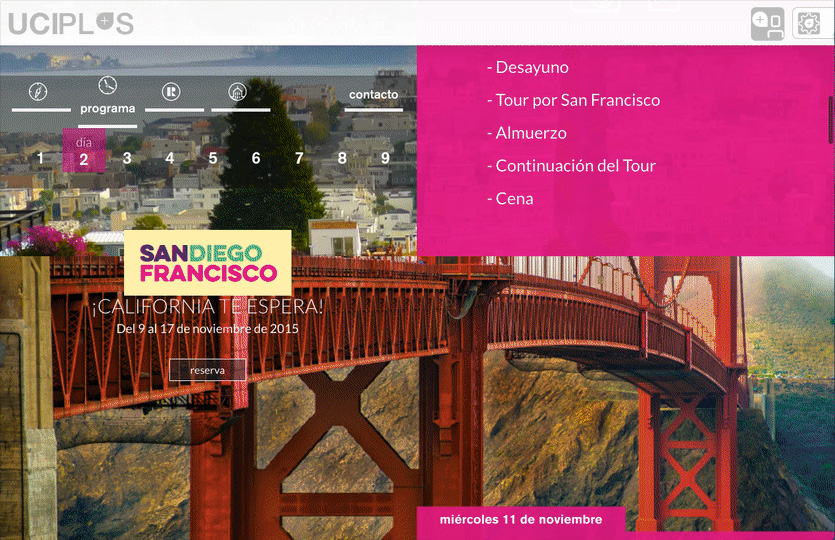 UCIPLUS
programa
contacto
día
1 2 3 4 5 6 7 8 9
- Desayuno
- Tour por San Francisco
- Almuerzo
- Continuación del Tour
- Cena
SANDIEGO
FRANCISCO
¡CALIFORNIA TE ESPERA!
Del 9 al 17 de noviembre de 2015
reserva
miércoles 11 de noviembre